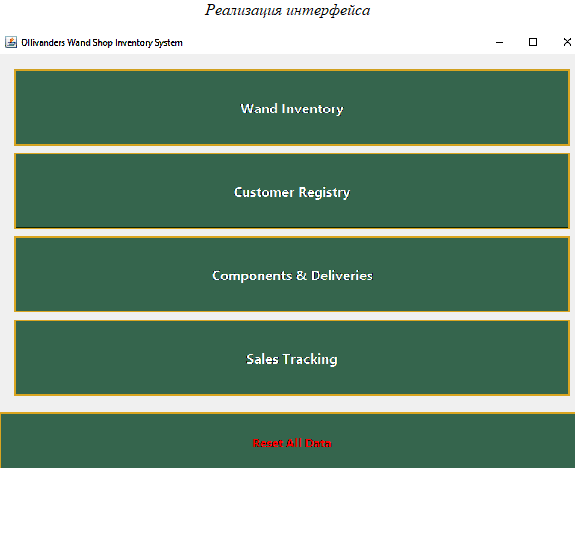 Реализация интерфейса
Ollivanders Wand Shop Inventory System
Wand Inventory
Customer Registry
Components & Deliveries
Sales Tracking
Reset All Data